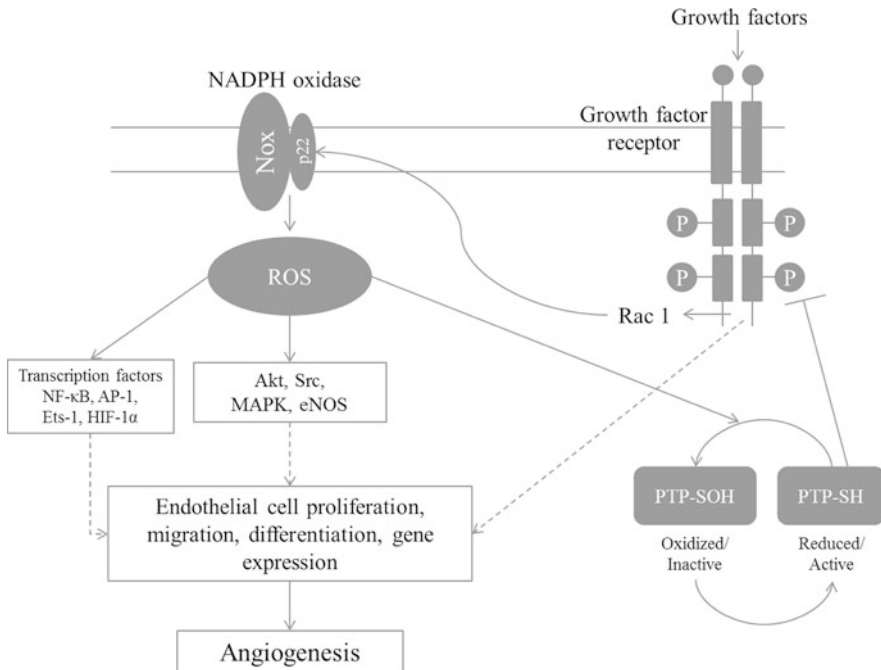 Growth factors
NADPH oxidase
Nox
p22
Growth factor
receptor
P
P
P
P
ROS
Rac 1
Transcription factors
NF-κB, AP-1,
Ets-1, HIF-1α
Akt, Src,
MAPK, eNOS
PTP-SOH
PTP-SH
Endothelial cell proliferation,
migration, differentiation, gene
expression
Oxidized/
Inactive
Reduced/
Active
Angiogenesis